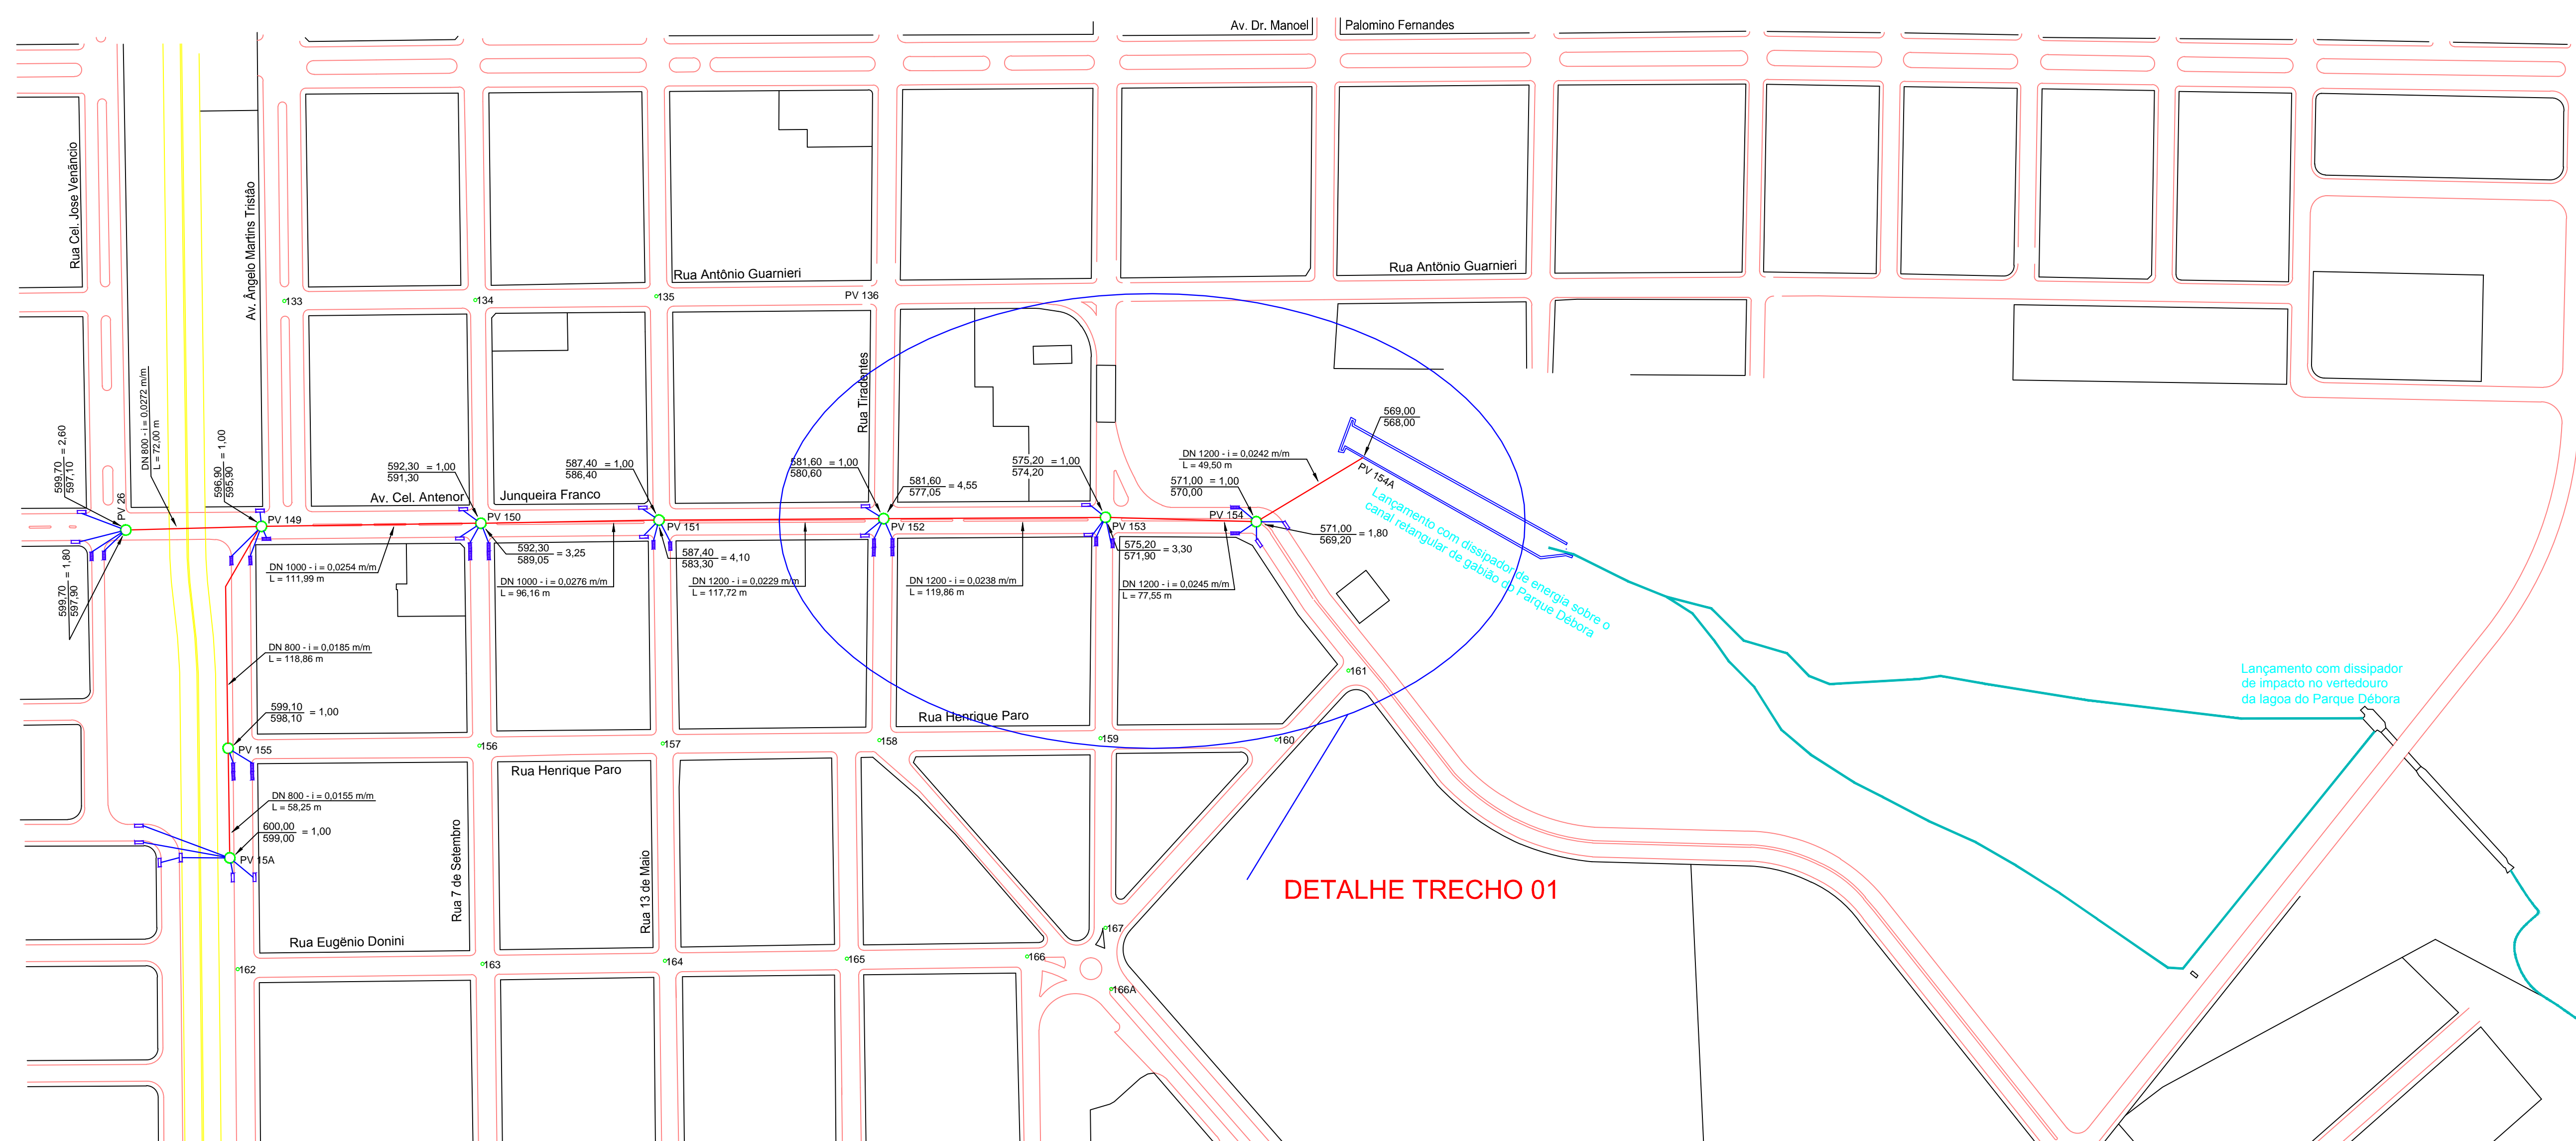 Av. Dr. Manoel
Palomino Fernandes
Rua Cel. Jose Venâncio
Av. Ângelo Martins Tristão
Rua Antônio Guarnieri
Rua Antônio Guarnieri
133
134
135
PV 136
Rua Tiradentes
599,70 = 2,60
597,10
PV 26
DN 800 - i = 0,0272 m/m
L = 72,00 m
596,90 = 1,00
595,90
PV 149
592,30 = 1,00
591,30
Av. Cel. Antenor
Junqueira Franco
587,40 = 1,00
586,40
581,60 = 1,00
580,60
581,60 = 4,55
577,05
575,20 = 1,00
574,20
DN 1200 - i = 0,0242 m/m
L = 49,50 m
571,00 = 1,00
570,00
569,00
568,00
PV 154A
Lançamento com dissipador de energia sobre o
canal retangular de gabião do Parque Débora
PV 150
PV 151
PV 152
PV 153
PV 154
571,00 = 1,80
569,20
599,70 = 1,80
597,90
DN 1000 - i = 0,0254 m/m
L = 111,99 m
592,30 = 3,25
589,05
DN 1000 - i = 0,0276 m/m
L = 96,16 m
587,40 = 4,10
583,30
DN 1200 - i = 0,0229 m/m
L = 117,72 m
DN 1200 - i = 0,0238 m/m
L = 119,86 m
575,20 = 3,30
571,90
DN 1200 - i = 0,0245 m/m
L = 77,55 m
DN 800 - i = 0,0185 m/m
L = 118,86 m
161
Lançamento com dissipador
de impacto no vertedouro
da lagoa do Parque Débora
599,10 = 1,00
598,10
PV 155
Rua Henrique Paro
156
157
158
159
160
Rua Henrique Paro
DN 800 - i = 0,0155 m/m
L = 58,25 m
600,00 = 1,00
599,00
PV 15A
Rua 7 de Setembro
Rua 13 de Maio
DETALHE TRECHO 01
Rua Eugênio Donini
167
162
163
164
165
166
166A